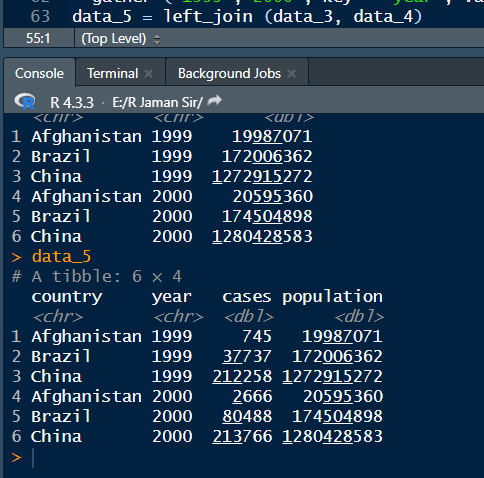 63 data_5 = left_join (data_3, data_4)
55:1 (Top Level)
Console Terminal × Background Jobs ×
R 4.3.3 · E:/R Jaman Sir/
<chr> <chr> <dbl>
1 Afghanistan 1999 19987071
2 Brazil 1999 172006362
3 China 1999 1272915272
4 Afghanistan 2000 20595360
5 Brazil 2000 174504898
6 China 2000 1280428583
> data_5
# A tibble: 6 × 4
country year cases population
<chr> <chr> <dbl> <dbl>
1 Afghanistan 1999 745 19987071
2 Brazil 1999 37737 172006362
3 China 1999 212258 1272915272
4 Afghanistan 2000 2666 20595360
5 Brazil 2000 80488 174504898
6 China 2000 213766 1280428583
>